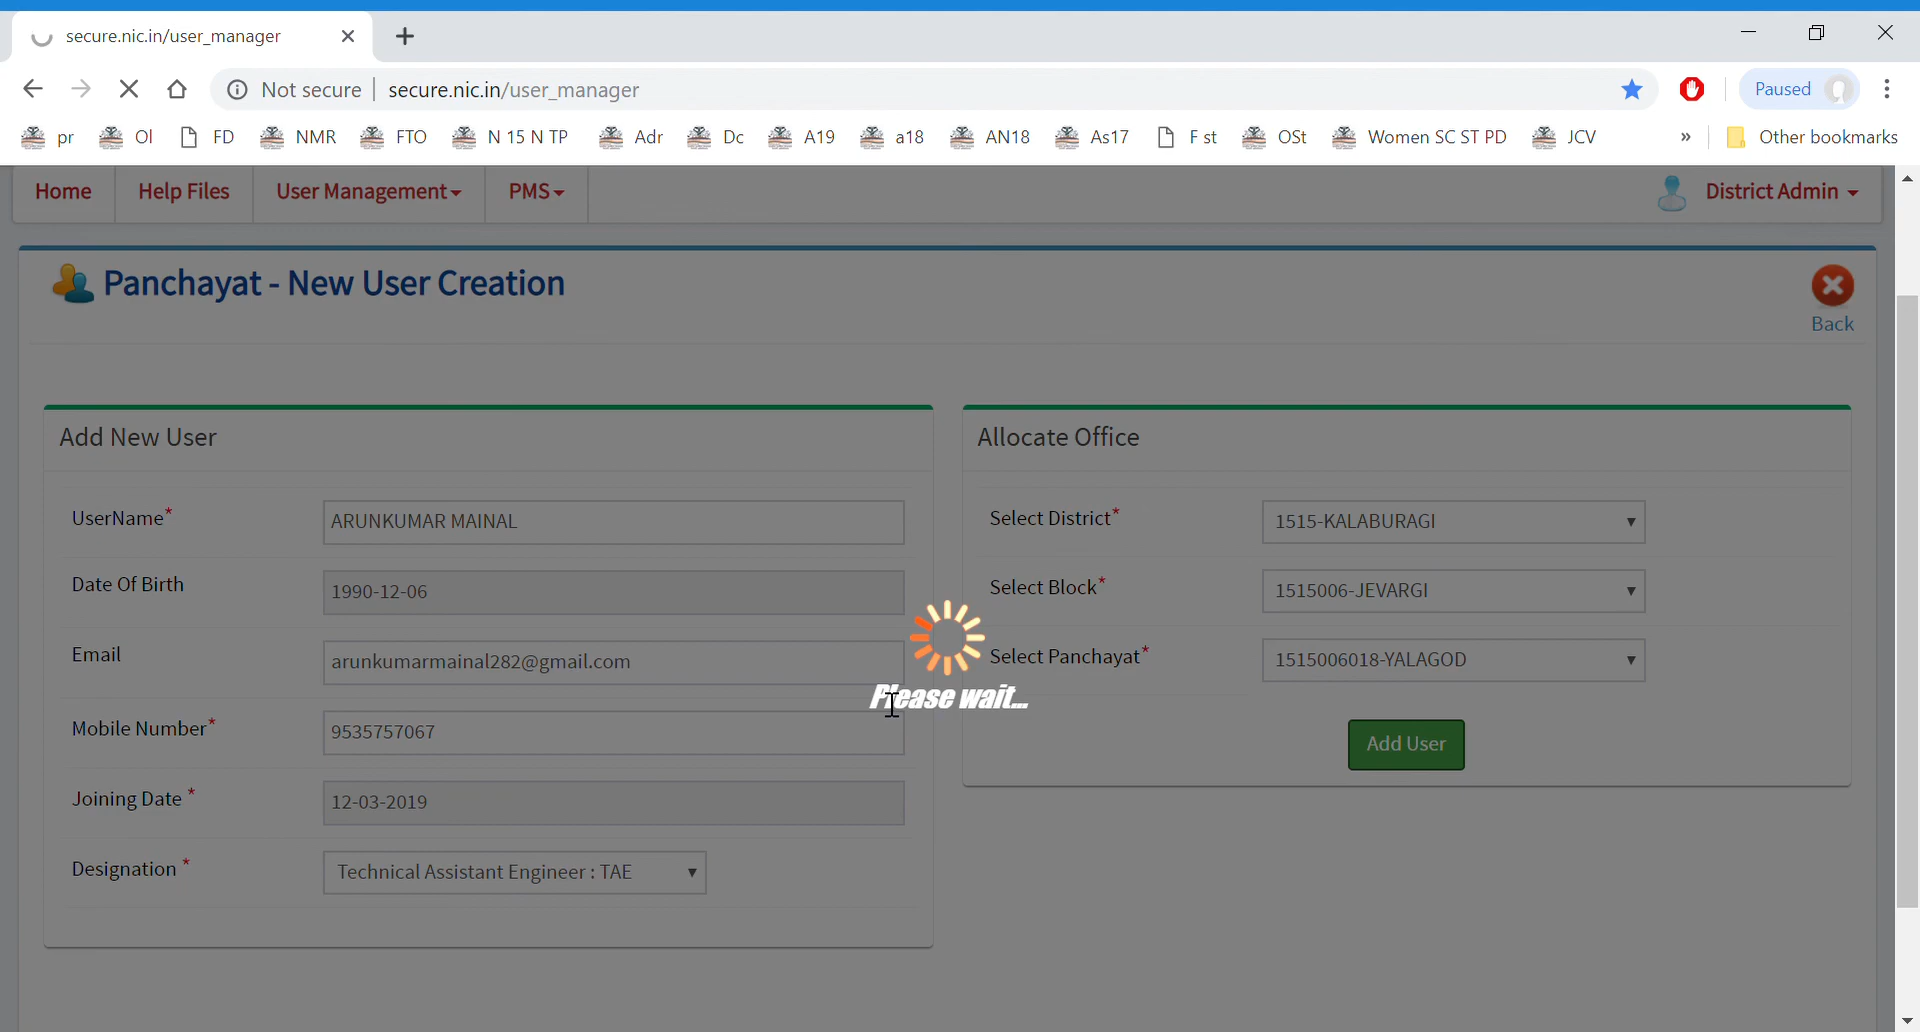 secure.nic.in/user_manager
Not secure | secure.nic.in/user_manager
Paused
pr Ol FD NMR FTO N 15 N TP Adr Dc A19 a18 AN18 As17 F st OSt Women SC ST PD JCV » Other bookmarks
Home Help Files User Management PMS District Admin
Panchayat - New User Creation
Back
Add New User
UserName* ARUNKUMAR MAINAL
Date Of Birth 1990-12-06
Email arunkumarmainal282@gmail.com
Mobile Number* 9535757067
Joining Date * 12-03-2019
Designation * Technical Assistant Engineer : TAE
Allocate Office
Select District* 1515-KALABURAGI
Select Block* 1515006-JEVARGI
Select Panchayat* 1515006018-YALAGOD
Add User
Please wait...